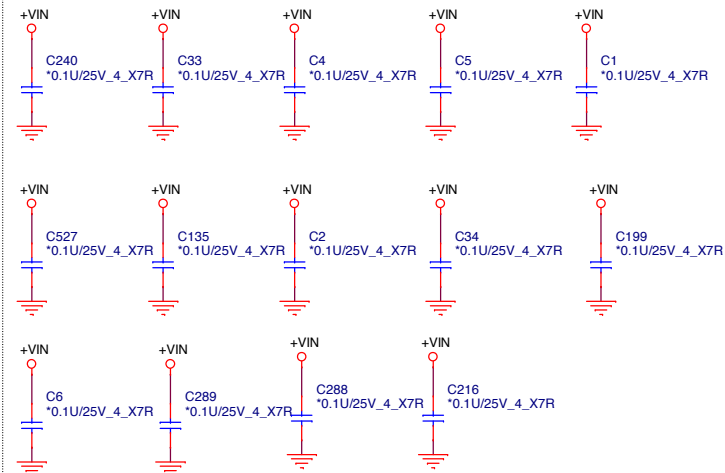 +VIN +VIN +VIN +VIN +VIN
C240 C33 C4 C5 C1
*0.1U/25V_4_X7R *0.1U/25V_4_X7R *0.1U/25V_4_X7R *0.1U/25V_4_X7R *0.1U/25V_4_X7R
+VIN +VIN +VIN +VIN +VIN
C527 C135 C2 C34 C199
*0.1U/25V_4_X7R *0.1U/25V_4_X7R *0.1U/25V_4_X7R *0.1U/25V_4_X7R *0.1U/25V_4_X7R
+VIN +VIN +VIN +VIN
C6 C289 C288 C216
*0.1U/25V_4_X7R *0.1U/25V_4_X7R *0.1U/25V_4_X7R *0.1U/25V_4_X7R